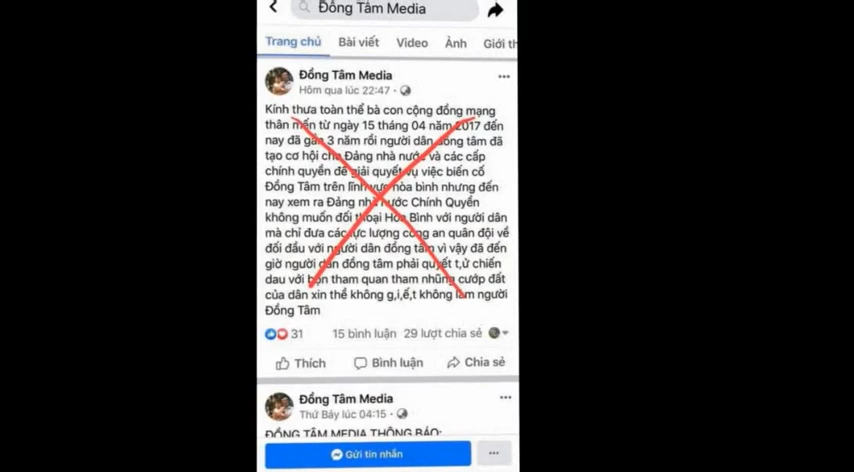 Đồng Tâm Media
Trang chủ Bài viết Video Ảnh Giới th
Đồng Tâm Media
Hôm qua lúc 22:47 ·
Kính thưa toàn thể bà con cộng đồng mạng
thân mến từ ngày 15 tháng 04 năm 2017 đến
nay đã gần 3 năm rồi người dân đồng tâm đã
tạo cơ hội cho Đảng nhà nước và các cấp
chính quyền để giải quyết vụ việc biến cố
Đồng Tâm trên lĩnh vực hòa bình nhưng đến
nay xem ra Đảng nhà nước Chính Quyền
không muốn đối thoại Hòa Bình với người dân
mà chỉ đưa các lực lượng công an quân đội về
đối đầu với người dân đồng tâm vì vậy đã đến
giờ người dân đồng tâm phải quyết t,ử chiến
dau với bọn tham quan tham nhũng cướp đất
của dân xin thề không g,i,ế,t không làm người
Đồng Tâm
31 15 bình luận 29 lượt chia sẻ
Thích Bình luận Chia sẻ
Đồng Tâm Media
Thứ Bảy lúc 04:15 ·
ĐỒNG TÂM MEDIA THÔNG BÁO:
Gửi tin nhắn